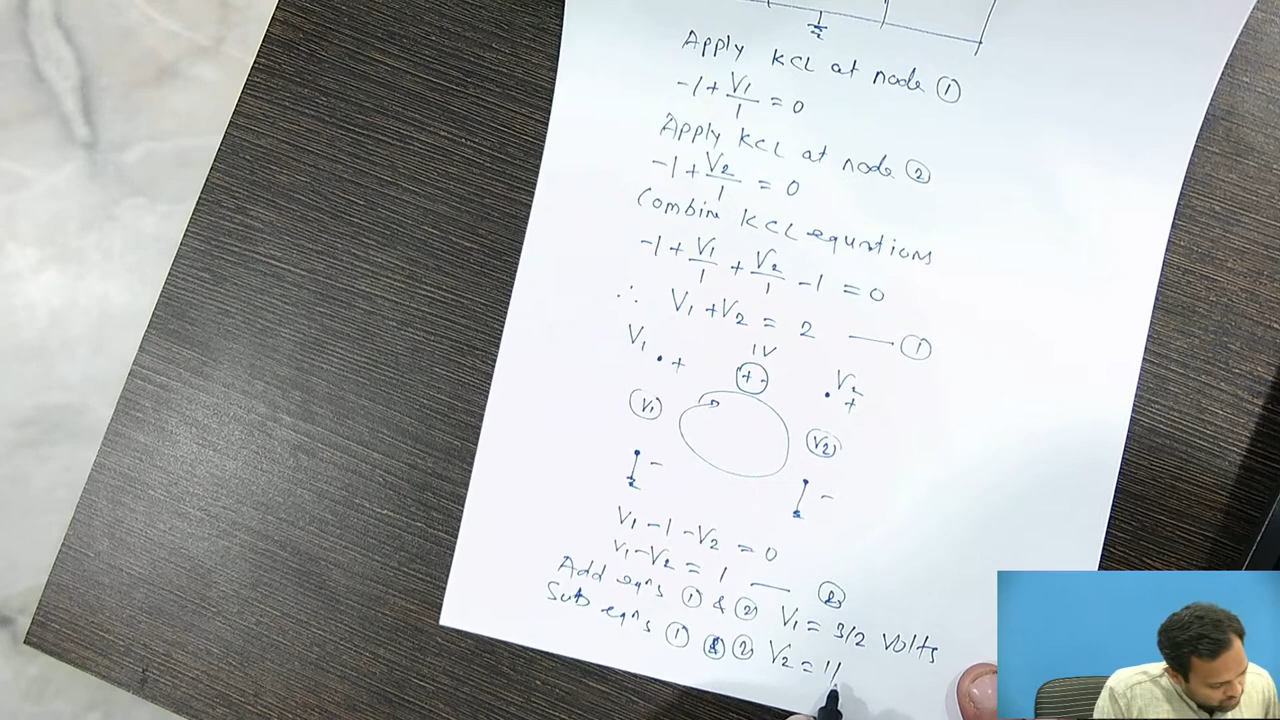 Apply KCL at node ①
-1 + V1/1 = 0
Apply KCL at node ②
-1 + V2/1 = 0
Combine KCL equations
-1 + V1/1 + V2/1 - 1 = 0
∴ V1 + V2 = 2 — ①
1V
V1 + + - V2 +
V1 V2
- -
V1 - 1 - V2 = 0
V1 - V2 = 1 — ②
Add eqns ① & ② V1 = 3/2 volts
Sub eqns ① & ② V2 = 1/